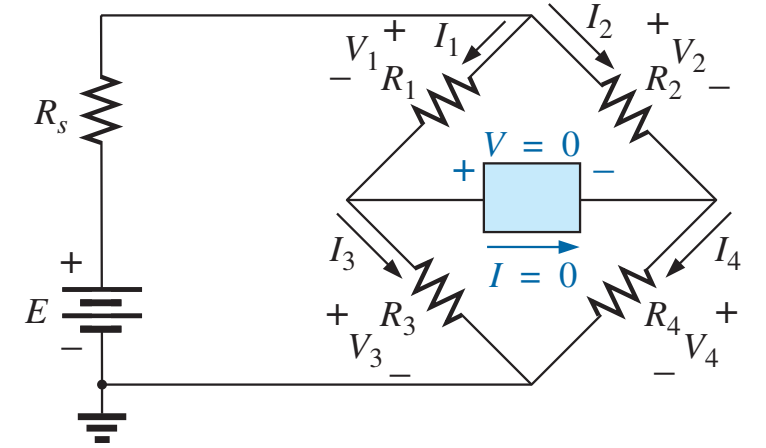 + I₁ I₂ +
V₁ V₂
− R₁ R₂ −
Rₛ
V = 0
+ −
I₃ I₄
I = 0
+
E
−
+ R₃ R₄ +
V₃ V₄
− −